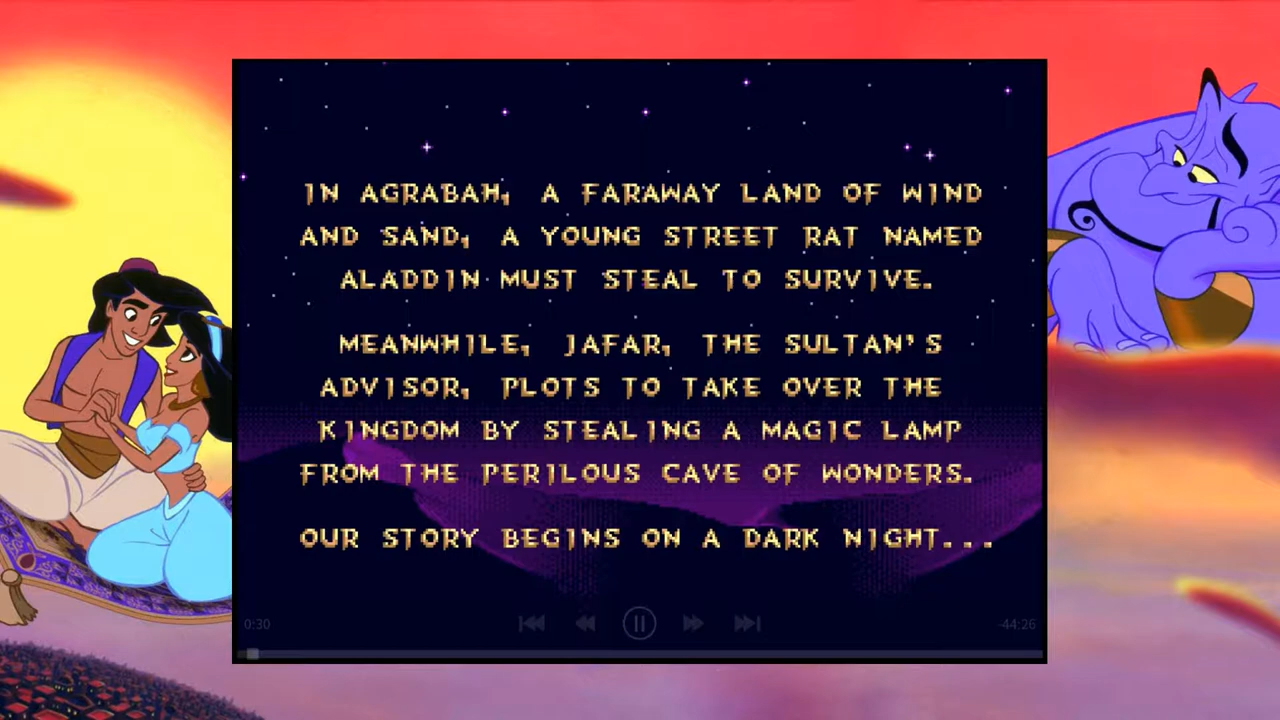 IN AGRABAH, A FARAWAY LAND OF WIND
AND SAND, A YOUNG STREET RAT NAMED
ALADDIN MUST STEAL TO SURVIVE.
MEANWHILE, JAFAR, THE SULTAN'S
ADVISOR, PLOTS TO TAKE OVER THE
KINGDOM BY STEALING A MAGIC LAMP
FROM THE PERILOUS CAVE OF WONDERS.
OUR STORY BEGINS ON A DARK NIGHT...
0:30 -44:26